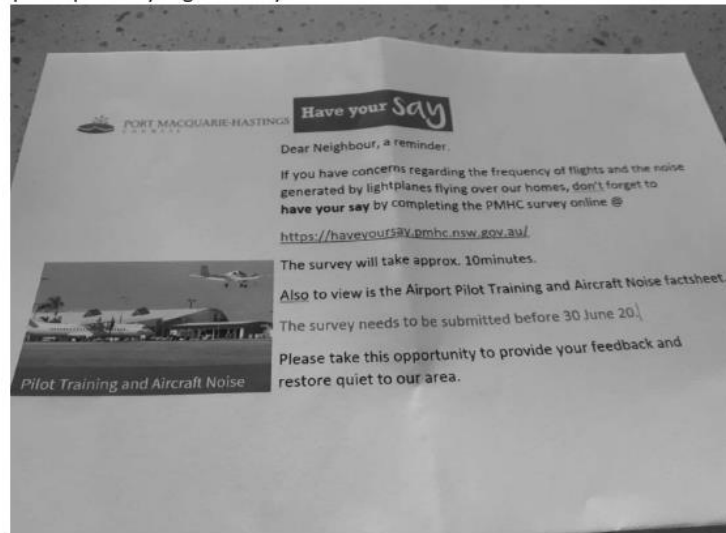 PORT MACQUARIE-HASTINGS
COUNCIL
Have your Say
Dear Neighbour, a reminder.
If you have concerns regarding the frequency of flights and the noise
generated by lightplanes flying over our homes, don't forget to
have your say by completing the PMHC survey online @
https://haveyoursay.pmhc.nsw.gov.au/
The survey will take approx. 10minutes.
Also to view is the Airport Pilot Training and Aircraft Noise factsheet.
The survey needs to be submitted before 30 June 20.
Please take this opportunity to provide your feedback and
restore quiet to our area.
Pilot Training and Aircraft Noise